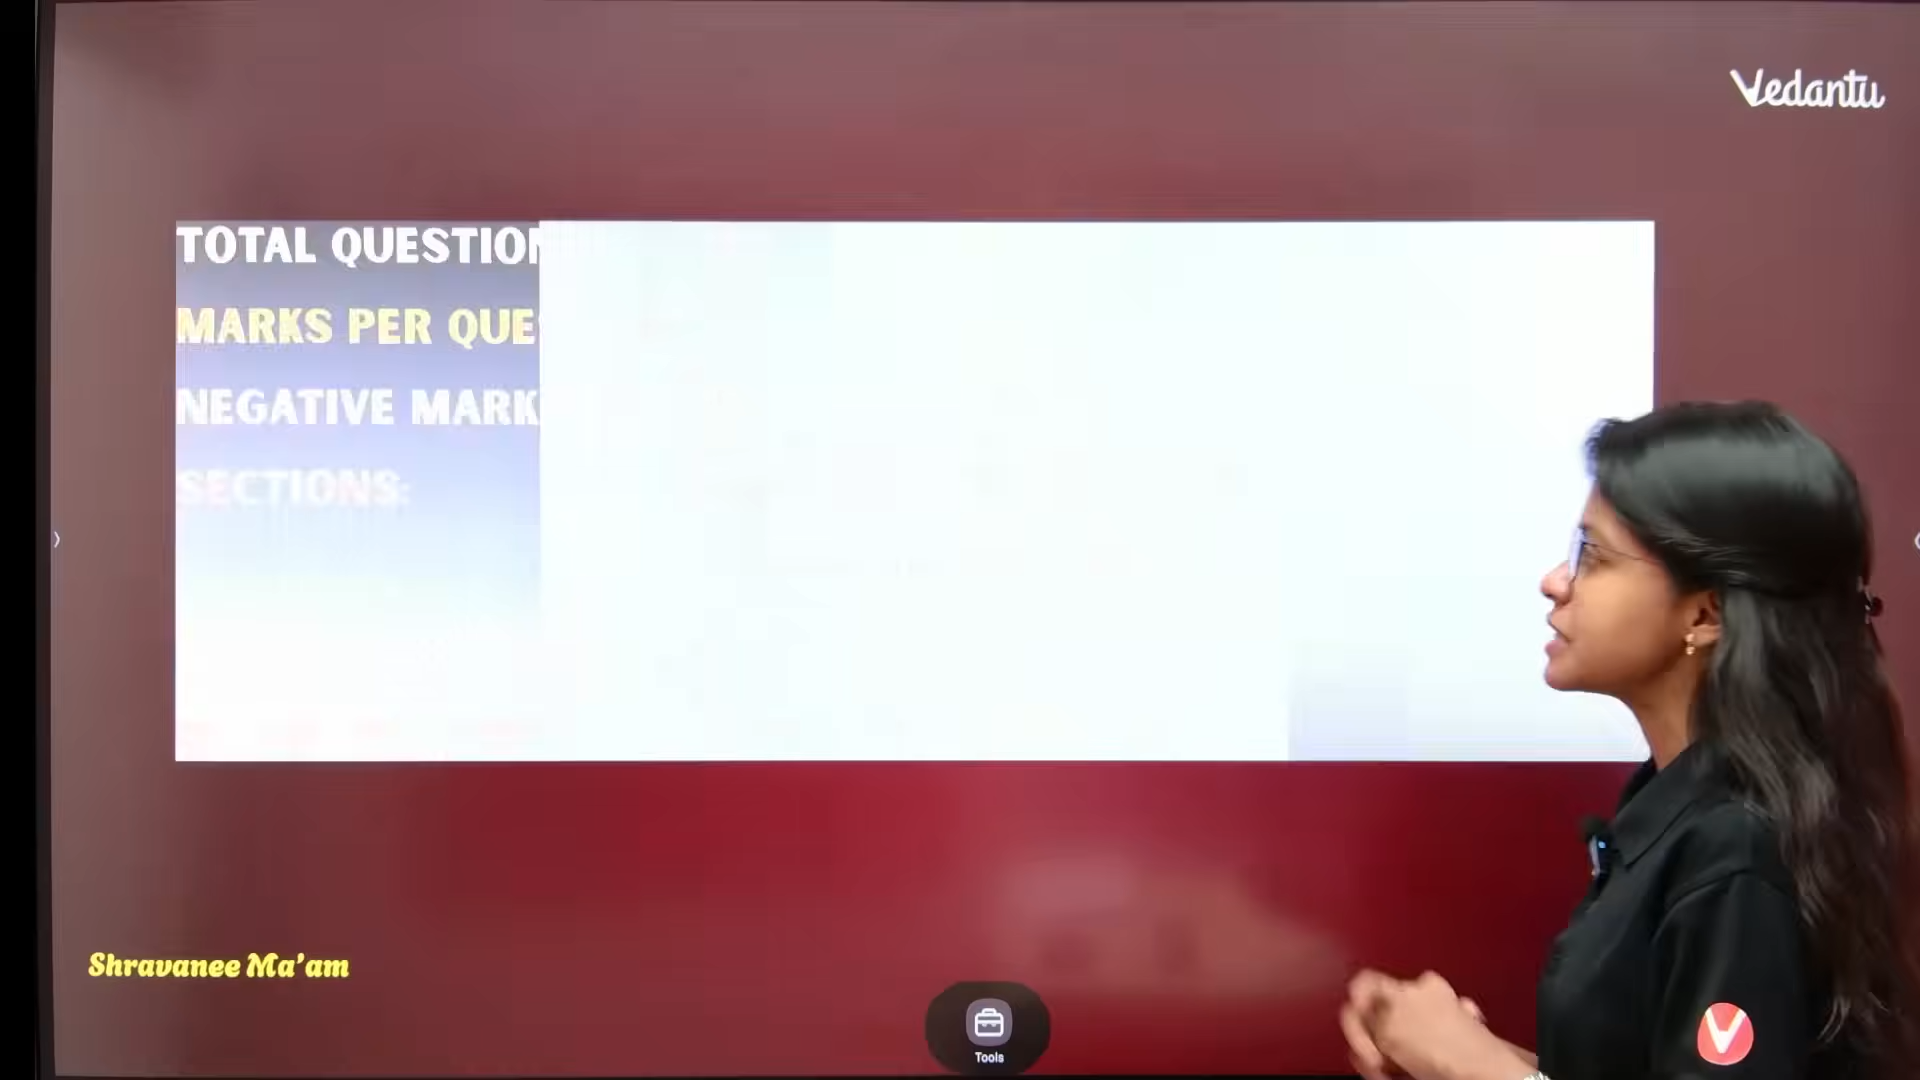 Vedantu
TOTAL QUESTION
MARKS PER QUE
NEGATIVE MARK
SECTIONS:
Shravanee Ma'am
Tools